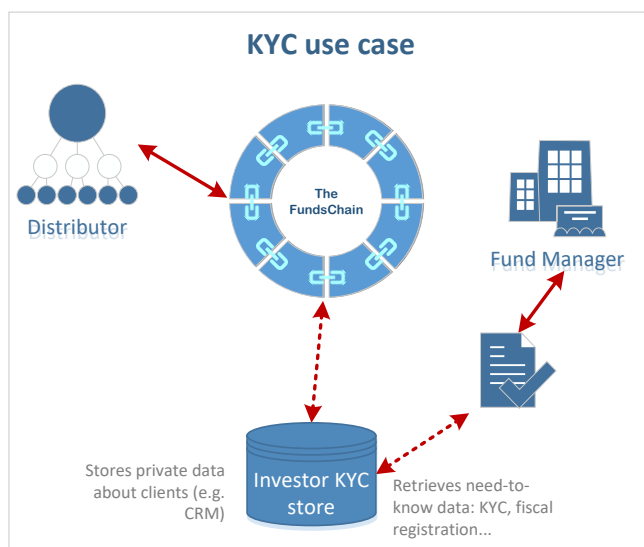 KYC use case
The
FundsChain
Distributor
Fund Manager
Stores private data
about clients (e.g.
CRM)
Investor KYC
store
Retrieves need-to-
know data: KYC, fiscal
registration...